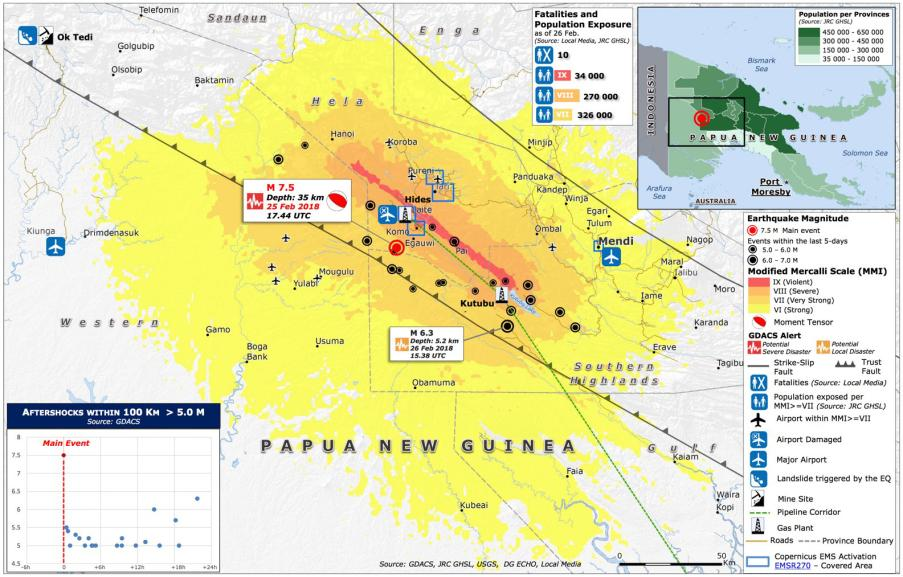 Telefomin
Sandaun
Enga
Ok Tedi
Golgubip
Olsobip
Baktamin
Hela
Hanoi
Koroba
Minjip
Pureni
Tari
Panduaka
Kandep
Hides
Wanja
Egari
Tulum
Komo
Egauwi
Pai
Ombal
Mendi
Nagop
Kiunga
Drimdenasuk
Mougulu
Yulabi
Maral
Ialibu
Moro
Kutubu
Iame
Karanda
Western
Gamo
Boga
Bank
Usuma
Erave
Tagibu
Southern
Highlands
Obamuma
PAPUA NEW GUINEA
Gulf
Kaiam
Faia
Waira
Kopi
Kubeai
M 7.5
Depth: 35 km
25 Feb 2018
17.44 UTC
M 6.3
Depth: 5.2 km
26 Feb 2018
15.38 UTC
Fatalities and
Population Exposure
as of 26 Feb.
(Source: Local Media, JRC GHSL)
10
IX 34 000
VIII 270 000
VII 326 000
Population per Provinces
(Source: JRC GHSL)
450 000 - 650 000
300 000 - 450 000
150 000 - 300 000
35 000 - 150 000
INDONESIA
Bismark
Sea
PAPUA NEW GUINEA
Solomon Sea
Arafura
Sea
Port
Moresby
AUSTRALIA
Earthquake Magnitude
7.5 M Main event
Events within the last 5-days
5.0 – 6.0 M
6.0 – 7.0 M
Modified Mercalli Scale (MMI)
IX (Violent)
VIII (Severe)
VII (Very Strong)
VI (Strong)
Moment Tensor
GDACS Alert
Potential
Severe Disaster
Potential
Local Disaster
Strike-Slip
Fault
Trust
Fault
Fatalities (Source: Local Media)
Population exposed per
MMI>=VII (Source: JRC GHSL)
Airport within MMI>=VII
Airport Damaged
Major Airport
Landslide triggered by the EQ
Mine Site
Pipeline Corridor
Gas Plant
Roads
Province Boundary
Copernicus EMS Activation
EMSR270 – Covered Area
AFTERSHOCKS WITHIN 100 KM > 5.0 M
Source: GDACS
Main Event
8
7.5
6.5
6
5.5
5
4.5
-6h 0 +6h +12h +18h +24h
Source: GDACS, JRC GHSL, USGS, DG ECHO, Local Media
0 50
Km